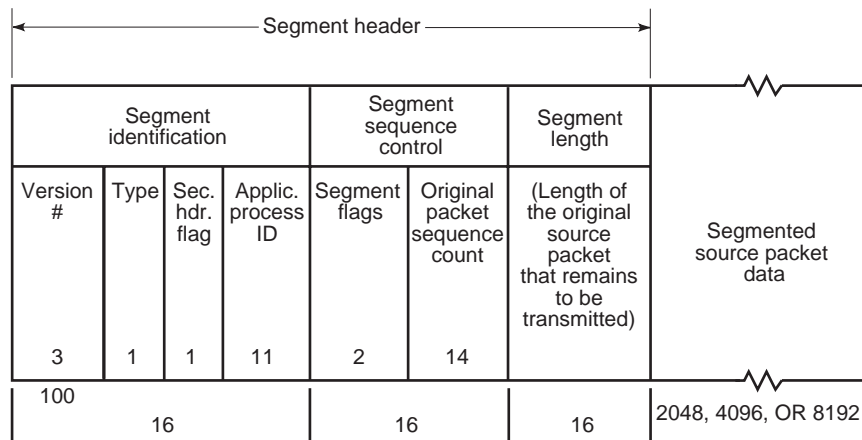 Segment header
Segment
identification
Segment
sequence
control
Segment
length
Version
#
Type
Sec.
hdr.
flag
Applic.
process
ID
Segment
flags
Original
packet
sequence
count
(Length of
the original
source
packet
that remains
to be
transmitted)
Segmented
source packet
data
3
1
1
11
2
14
100
16
16
16
2048, 4096, OR 8192